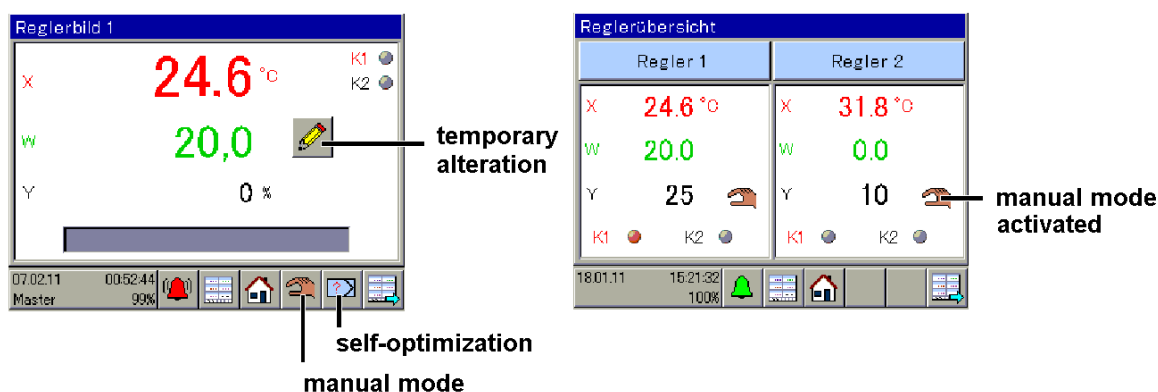 Reglerbild 1
X 24.6 °C K1
K2
W 20,0
temporary
alteration
Y 0 %
07.02.11 00:52:44
Master 99%
self-optimization
manual mode
Reglerübersicht
Regler 1 Regler 2
X 24.6 °C X 31.8 °C
W 20.0 W 0.0
Y 25 Y 10
manual mode
activated
K1 K2 K1 K2
18.01.11 15:21:32
100%